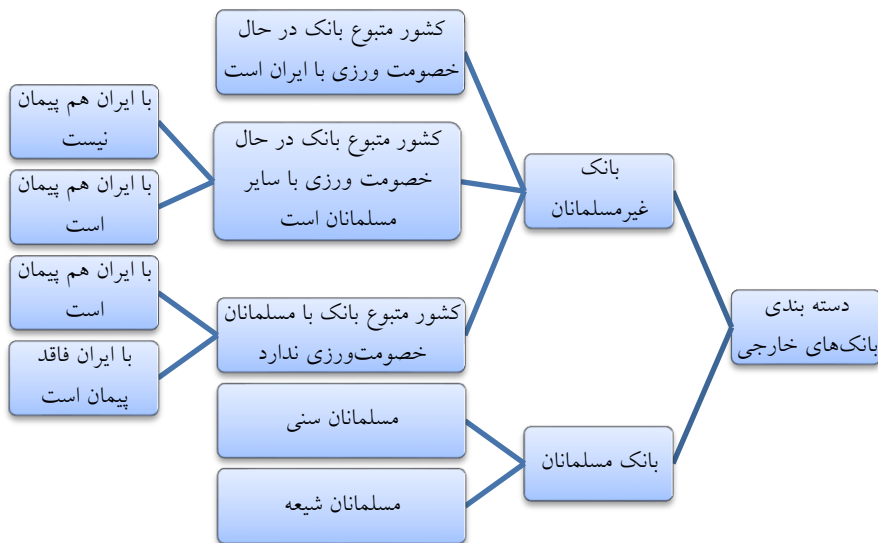 دسته بندی
بانک‌های خارجی
بانک
غیرمسلمانان
کشور متبوع بانک در حال
خصومت ورزی با ایران است
کشور متبوع بانک در حال
خصومت ورزی با سایر
مسلمانان است
با ایران هم پیمان
نیست
با ایران هم پیمان
است
کشور متبوع بانک با مسلمانان
خصومت‌ورزی ندارد
با ایران هم پیمان
است
با ایران فاقد
پیمان است
بانک مسلمانان
مسلمانان سنی
مسلمانان شیعه